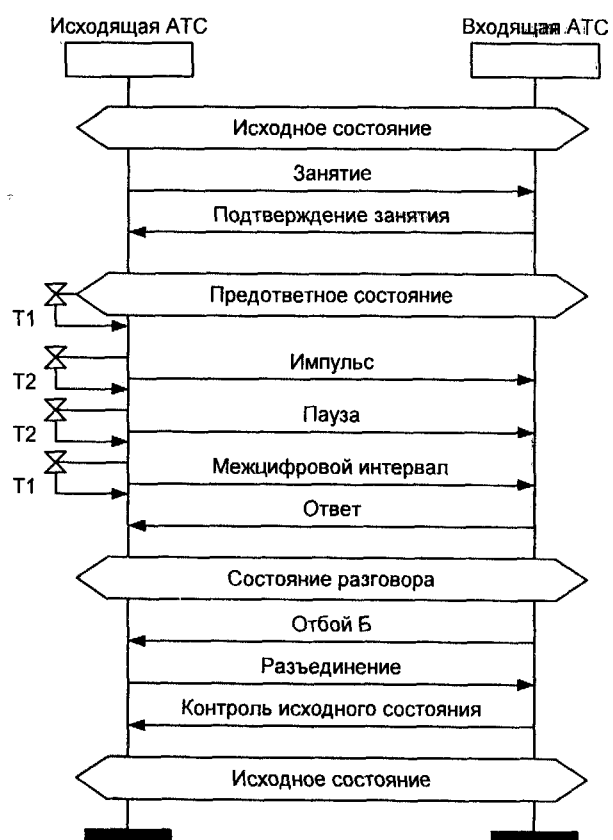 Исходящая АТС
Входящая АТС
Исходное состояние
Занятие
Подтверждение занятия
Предответное состояние
T1
Импульс
T2
Пауза
T2
Межцифровой интервал
T1
Ответ
Состояние разговора
Отбой Б
Разъединение
Контроль исходного состояния
Исходное состояние